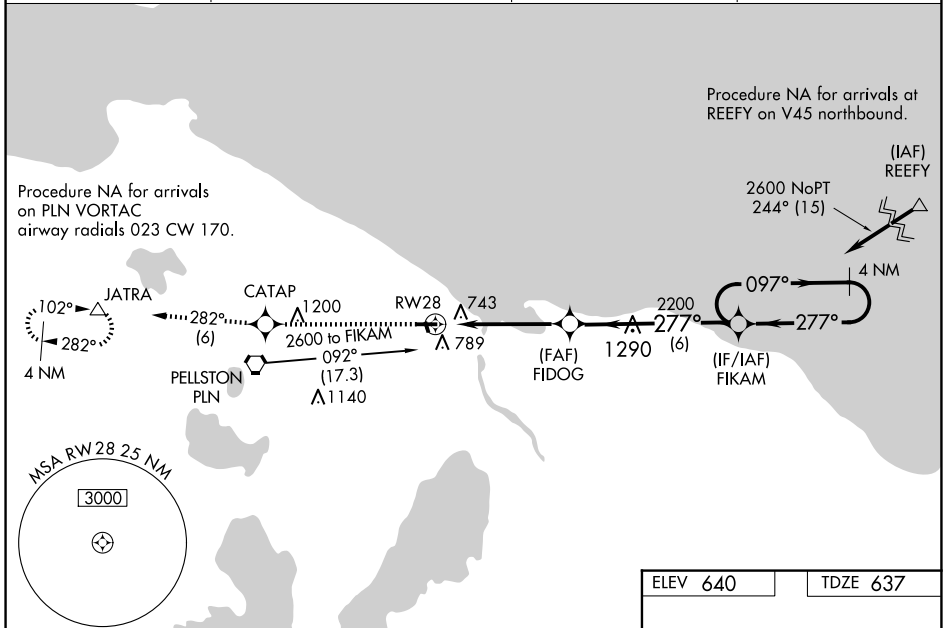 Procedure NA for arrivals at
REEFY on V45 northbound.
(IAF)
REEFY
2600 NoPT
244° (15)
Procedure NA for arrivals
on PLN VORTAC
airway radials 023 CW 170.
4 NM
097°
JATRA
102°
282°
4 NM
282°
(6)
CATAP
1200
RW28
743
789
2600 to FIKAM
092°
(17.3)
1140
PELLSTON
PLN
(FAF)
FIDOG
1290
2200
277°
(6)
277°
(IF/IAF)
FIKAM
MSA RW28 25 NM
3000
ELEV 640
TDZE 637